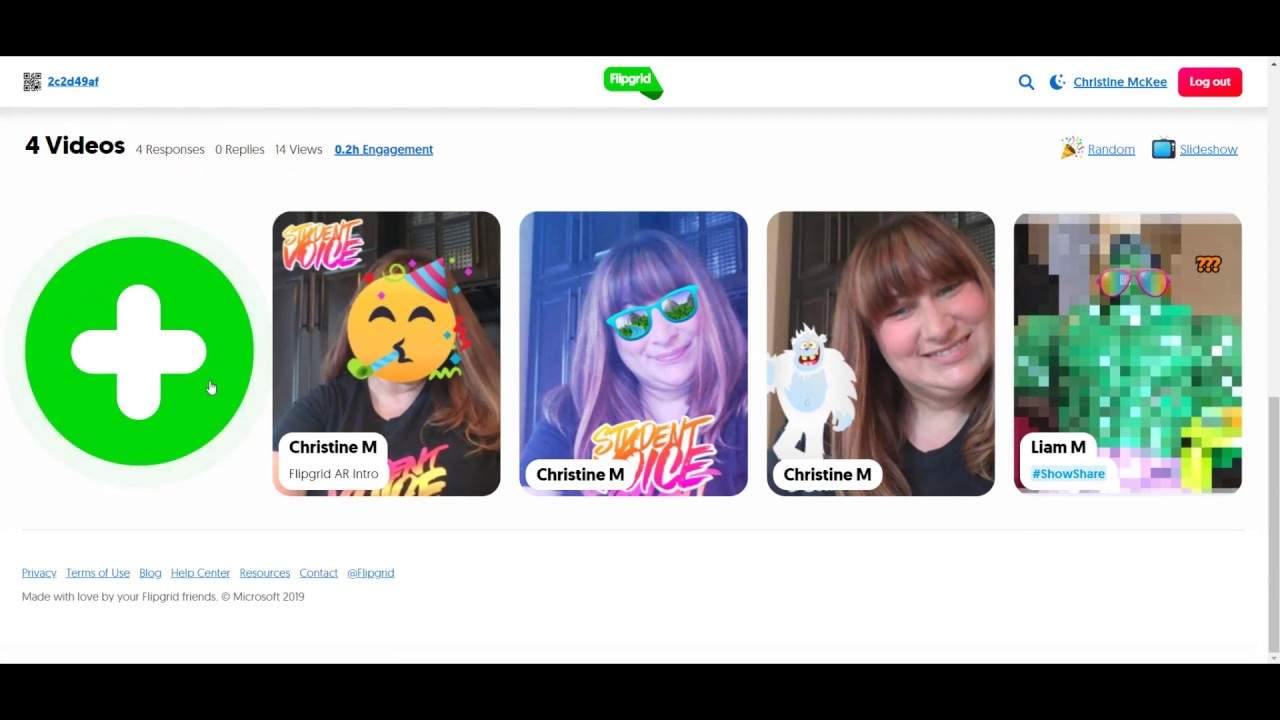 2c2d49af
Flipgrid
Christine McKee
Log out
4 Videos 4 Responses 0 Replies 14 Views 0.2h Engagement
Random
Slideshow
STUDENT
VOICE
Christine M
Flipgrid AR Intro
STUDENT
VOICE
Christine M
Christine M
???
Liam M
#ShowShare
Privacy Terms of Use Blog Help Center Resources Contact @Flipgrid
Made with love by your Flipgrid friends. © Microsoft 2019